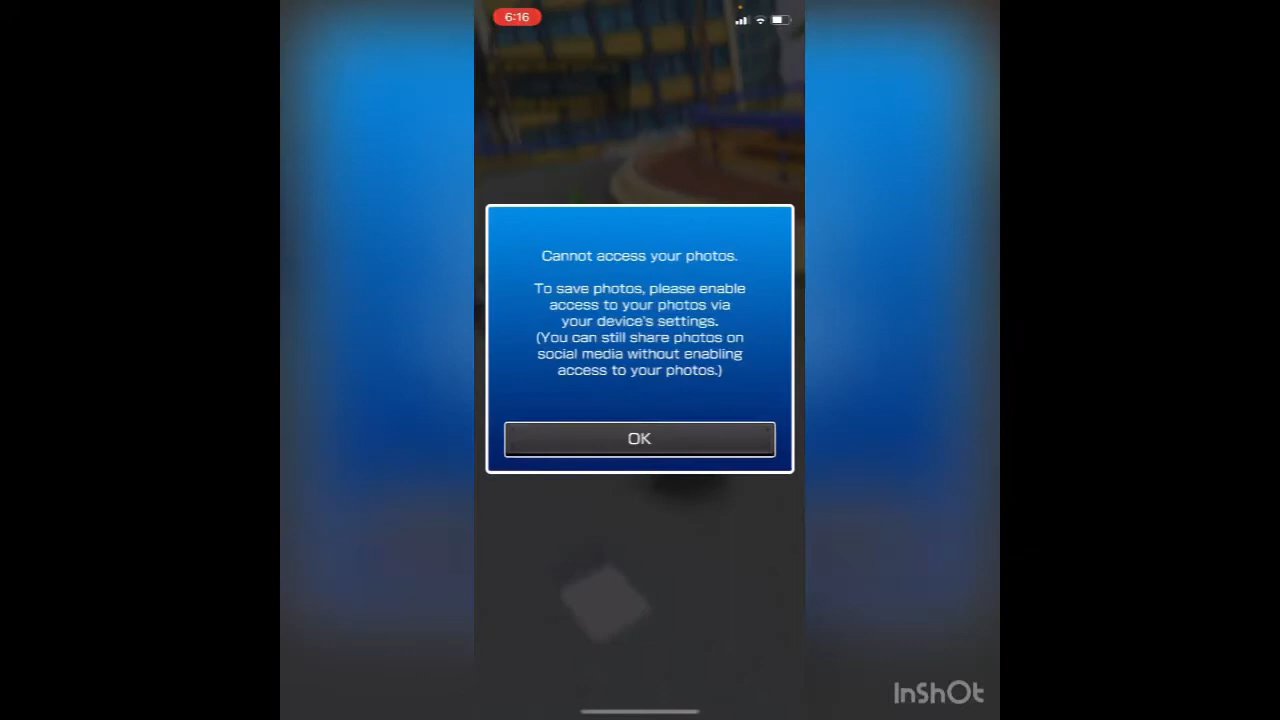 6:16
Cannot access your photos.
To save photos, please enable
access to your photos via
your device's settings.
(You can still share photos on
social media without enabling
access to your photos.)
OK
InShOt